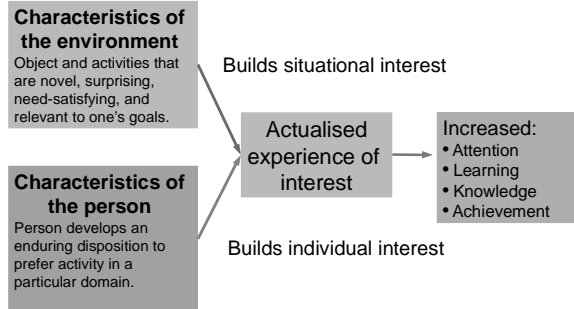 Characteristics of
the environment
Object and activities that
are novel, surprising,
need-satisfying, and
relevant to one's goals.
Builds situational interest
Actualised
experience of
interest
Increased:
• Attention
• Learning
• Knowledge
• Achievement
Characteristics of
the person
Person develops an
enduring disposition to
prefer activity in a
particular domain.
Builds individual interest